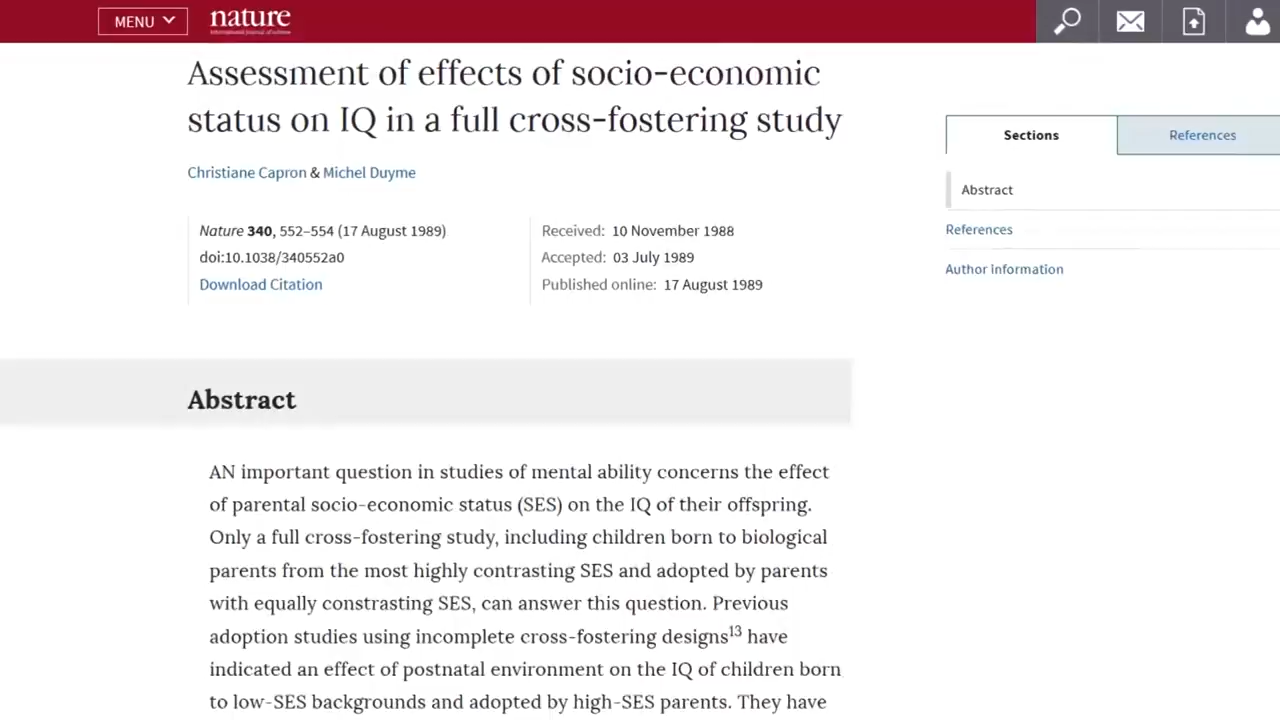 MENU
nature
International journal of science
Assessment of effects of socio-economic
status on IQ in a full cross-fostering study
Sections
References
Christiane Capron & Michel Duyme
Abstract
Nature 340, 552–554 (17 August 1989)
Received: 10 November 1988
References
doi:10.1038/340552a0
Accepted: 03 July 1989
Author information
Download Citation
Published online: 17 August 1989
Abstract
AN important question in studies of mental ability concerns the effect
of parental socio-economic status (SES) on the IQ of their offspring.
Only a full cross-fostering study, including children born to biological
parents from the most highly contrasting SES and adopted by parents
with equally constrasting SES, can answer this question. Previous
adoption studies using incomplete cross-fostering designs13 have
indicated an effect of postnatal environment on the IQ of children born
to low-SES backgrounds and adopted by high-SES parents. They have